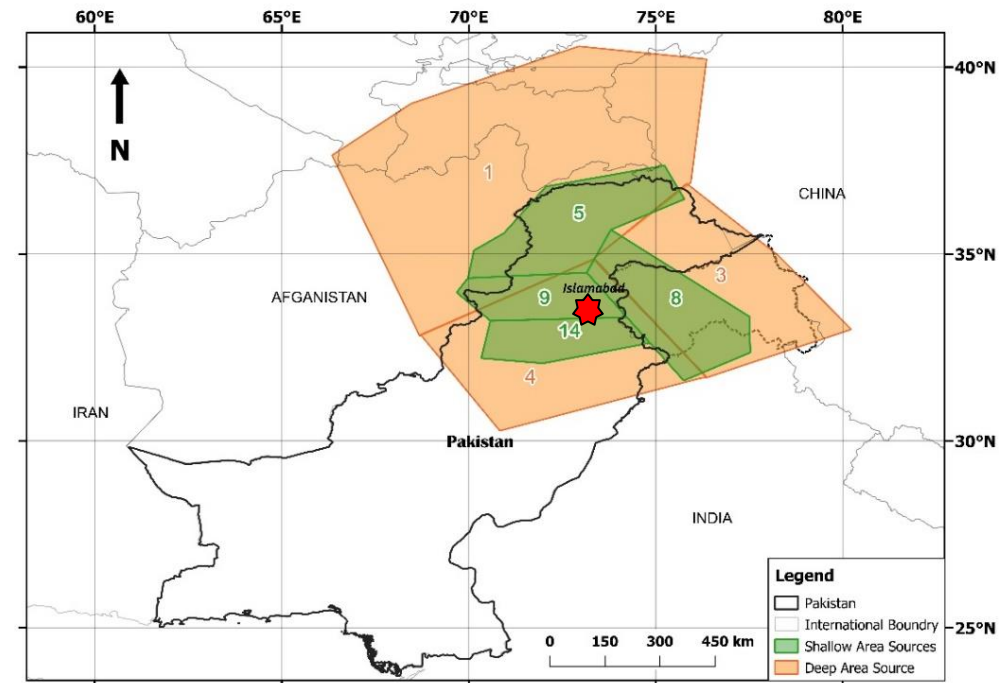 60°E 65°E 70°E 75°E 80°E
40°N
N
1
CHINA
5
35°N
3
Islamabad
AFGANISTAN
9
8
14
4
IRAN
30°N
Pakistan
INDIA
Legend
Pakistan
International Boundry
Shallow Area Sources
Deep Area Source
25°N
0 150 300 450 km